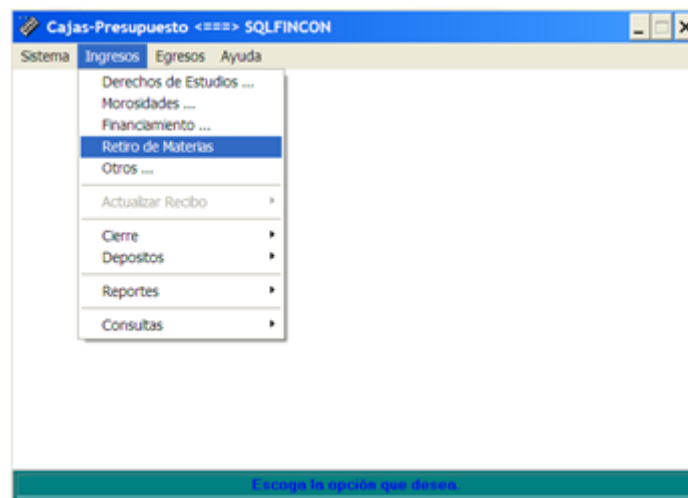 Cajas-Presupuesto <===> SQLFINCON
Sistema Ingresos Egresos Ayuda
Derechos de Estudios ...
Morosidades ...
Financiamiento ...
Retiro de Materias
Otros ...
Actualizar Recibo
Cierre
Depositos
Reportes
Consultas
Escoga la opción que desea.